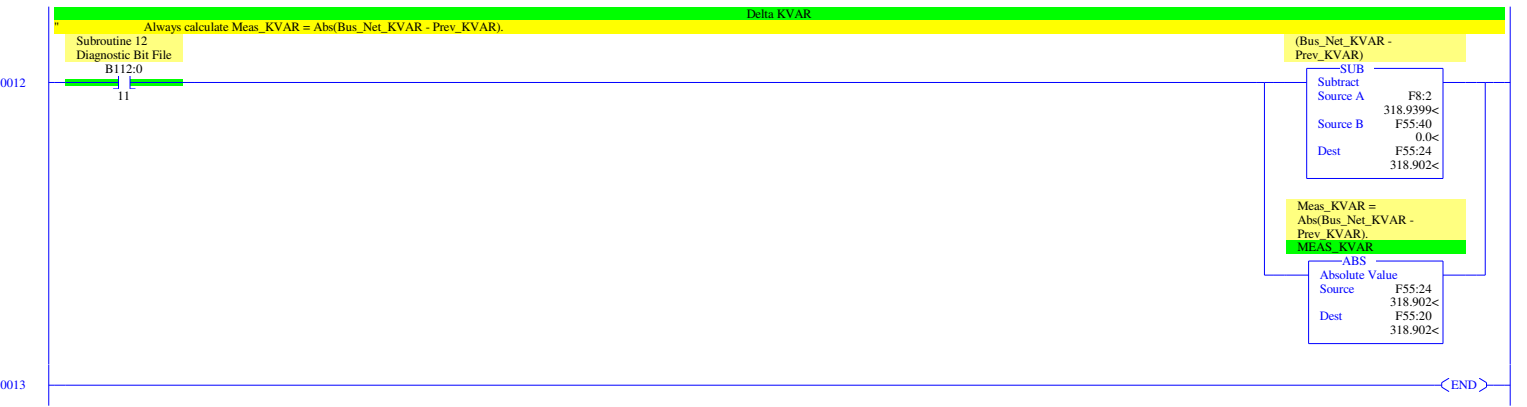 Delta KVAR
" Always calculate Meas_KVAR = Abs(Bus_Net_KVAR - Prev_KVAR).
Subroutine 12
Diagnostic Bit File
B112:0
0012
11
(Bus_Net_KVAR -
Prev_KVAR)
SUB
Subtract
Source A F8:2
318.9399<
Source B F55:40
0.0<
Dest F55:24
318.902<
Meas_KVAR =
Abs(Bus_Net_KVAR -
Prev_KVAR).
MEAS_KVAR
ABS
Absolute Value
Source F55:24
318.902<
Dest F55:20
318.902<
0013
END